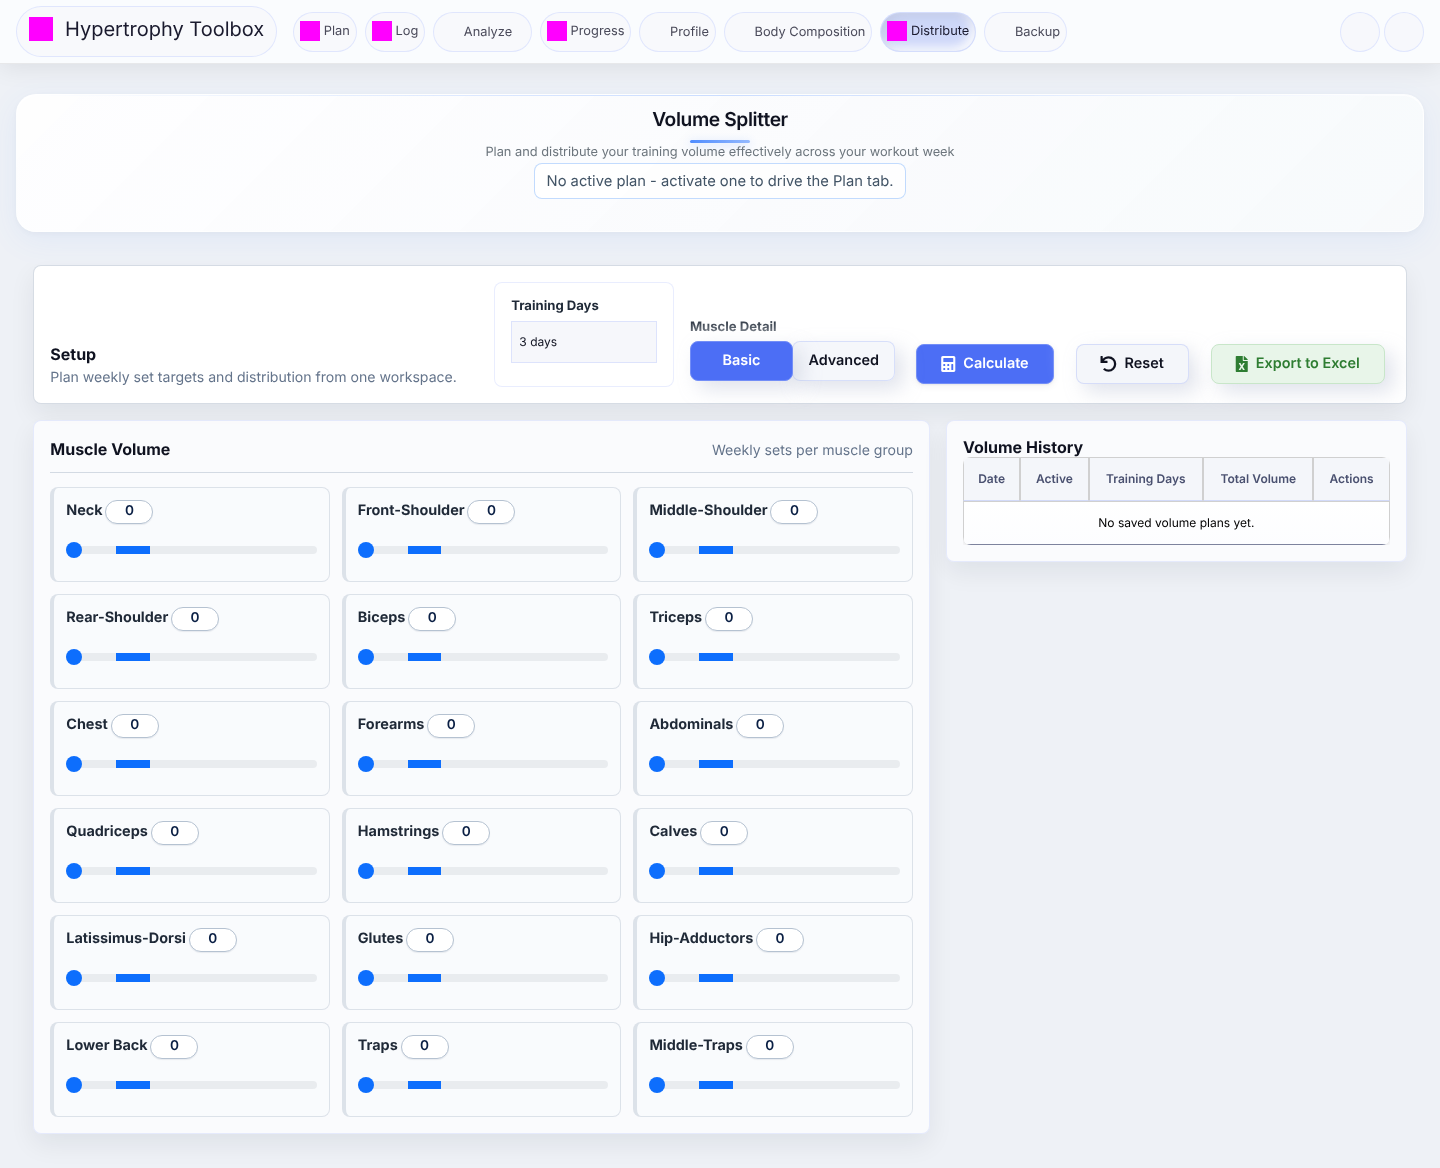 Hypertrophy Toolbox
Plan
Log
Analyze
Progress
Profile
Body Composition
Distribute
Backup
Volume Splitter
Plan and distribute your training volume effectively across your workout week
No active plan - activate one to drive the Plan tab.
Setup
Plan weekly set targets and distribution from one workspace.
Training Days
3 days
Muscle Detail
Basic
Advanced
Calculate
Reset
Export to Excel
Muscle Volume
Weekly sets per muscle group
Neck 0
Front-Shoulder 0
Middle-Shoulder 0
Rear-Shoulder 0
Biceps 0
Triceps 0
Chest 0
Forearms 0
Abdominals 0
Quadriceps 0
Hamstrings 0
Calves 0
Latissimus-Dorsi 0
Glutes 0
Hip-Adductors 0
Lower Back 0
Traps 0
Middle-Traps 0
Volume History
Date Active Training Days Total Volume Actions
No saved volume plans yet.